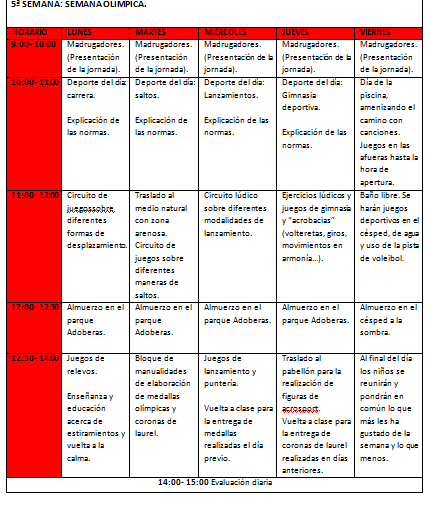 5ª SEMANA: SEMANA OLIMPICA.
HORARIO LUNES MARTES MIÉRCOLES JUEVES VIERNES
9:00- 10:00
Madrugadores.
(Presentación
de la jornada).
Madrugadores.
(Presentación
de la jornada).
Madrugadores.
(Presentación de la
jornada).
Madrugadores.
(Presentación de la
jornada).
Madrugadores.
(Presentación
de la jornada).
10:00- 11:00
Deporte del día:
carrera.
Explicación de
las normas.
Deporte del día:
saltos.
Explicación de
las normas.
Deporte del día:
Lanzamientos.
Explicación de
las normas.
Deporte del día:
Gimnasia
deportiva.
Explicación de las
normas.
Día de la
piscina,
amenizando el
camino con
canciones.
Juegos en las
afueras hasta la
hora de
apertura.
11:00- 12:00
Circuito de
juegossobre
diferentes
formas de
desplazamiento.
Traslado al
medio natural
con zona
arenosa.
Circuito de
juegos sobre
diferentes
maneras de
saltos.
Circuito lúdico
sobre diferentes
modalidades de
lanzamiento.
Ejercicios lúdicos y
juegos de gimnasia
y "acrobacias"
(volteretas, giros,
movimientos en
armonía...).
Baño libre. Se
harán juegos
deportivos en el
césped, de agua
y uso de la pista
de voleibol.
12:00- 12:30
Almuerzo en el
parque
Adoberas.
Almuerzo en el
parque
Adoberas.
Almuerzo en el
parque Adoberas.
Almuerzo en el
parque Adoberas.
Almuerzo en el
césped a la
sombra.
12:30- 14:00
Juegos de
relevos.
Enseñanza y
educación
acerca de
estiramientos y
vuelta a la
calma.
Bloque de
manualidades
de elaboración
de medallas
olímpicas y
coronas de
laurel.
Juegos de
lanzamiento y
puntería.
Vuelta a clase para
la entrega de
medallas
realizadas el día
previo.
Traslado al
pabellón para la
realización de
figuras de
acrosport.
Vuelta a clase para
la entrega de
coronas de laurel
realizadas en días
anteriores.
Al final del día
los niños se
reunirán y
pondrán en
común lo que
más les ha
gustado de la
semana y lo que
menos.
14:00- 15:00 Evaluación diaria